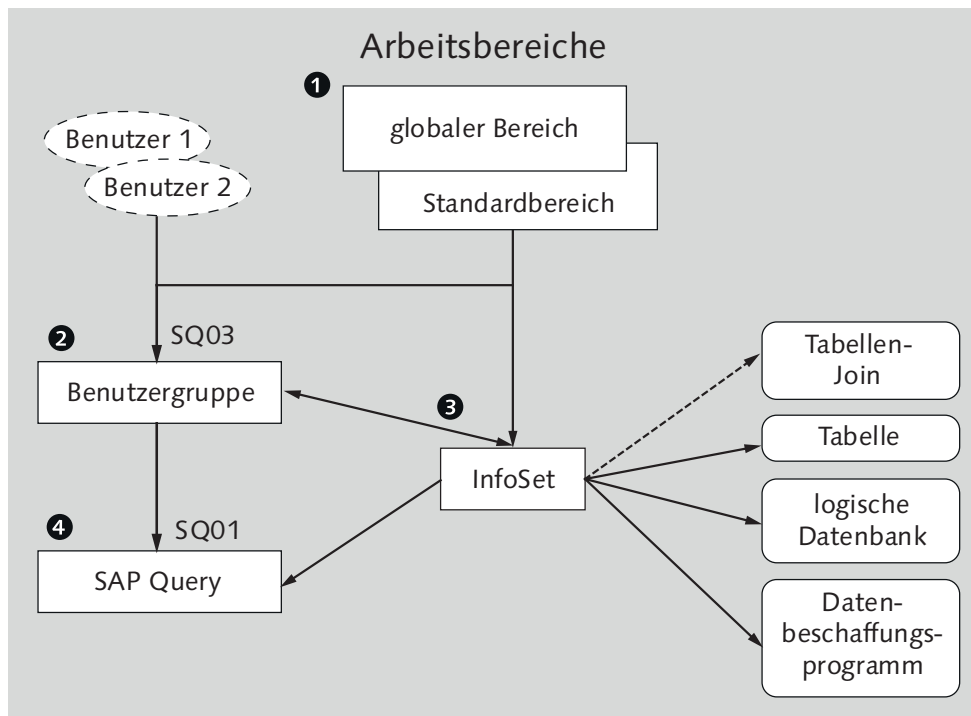 Arbeitsbereiche
1
globaler Bereich
Standardbereich
Benutzer 1
Benutzer 2
2
SQ03
Benutzergruppe
3
InfoSet
4
SQ01
SAP Query
Tabellen-
Join
Tabelle
logische
Datenbank
Daten-
beschaffungs-
programm